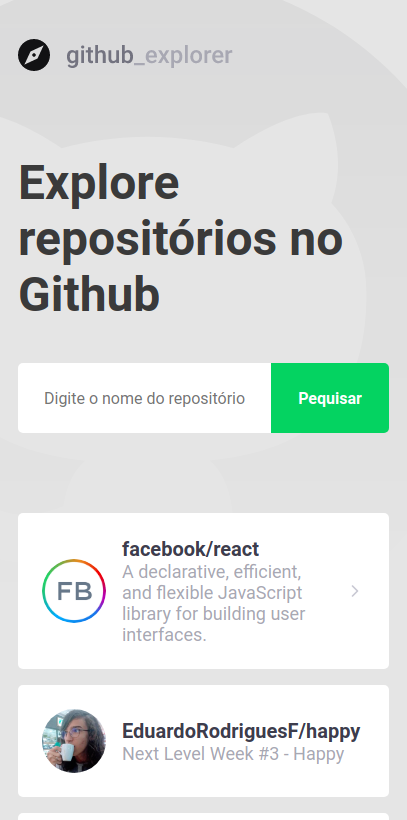 github_explorer
Explore
repositórios no
Github
Digite o nome do repositório
Pequisar
facebook/react
A declarative, efficient,
and flexible JavaScript
library for building user
interfaces.
FB
EduardoRodriguesF/happy
Next Level Week #3 - Happy